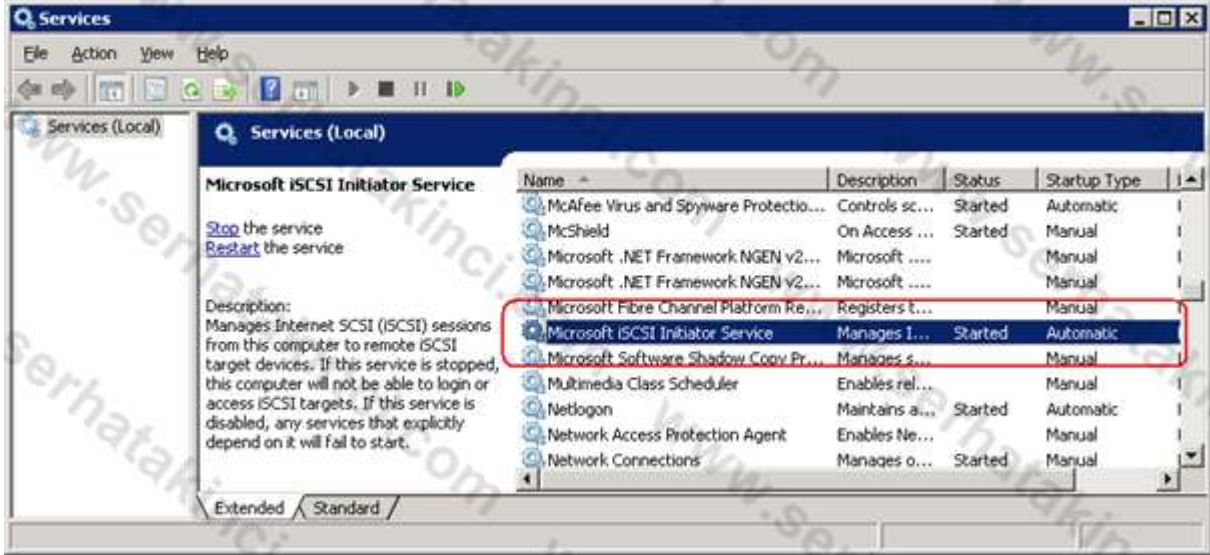 Services
File Action View Help
Services (Local)
Services (Local)
Microsoft iSCSI Initiator Service
Stop the service
Restart the service
Description:
Manages Internet SCSI (iSCSI) sessions
from this computer to remote iSCSI
target devices. If this service is stopped,
this computer will not be able to login or
access iSCSI targets. If this service is
disabled, any services that explicitly
depend on it will fail to start.
Name Description Status Startup Type
McAfee Virus and Spyware Protectio... Controls sc... Started Automatic
McShield On Access ... Started Manual
Microsoft .NET Framework NGEN v2... Microsoft .... Manual
Microsoft .NET Framework NGEN v2... Microsoft .... Manual
Microsoft Fibre Channel Platform Re... Registers t... Manual
Microsoft iSCSI Initiator Service Manages I... Started Automatic
Microsoft Software Shadow Copy Pr... Manages s... Manual
Multimedia Class Scheduler Enables rel... Manual
Netlogon Maintains a... Started Automatic
Network Access Protection Agent Enables Ne... Manual
Network Connections Manages o... Started Manual
Extended Standard
www.serhatakinci.com